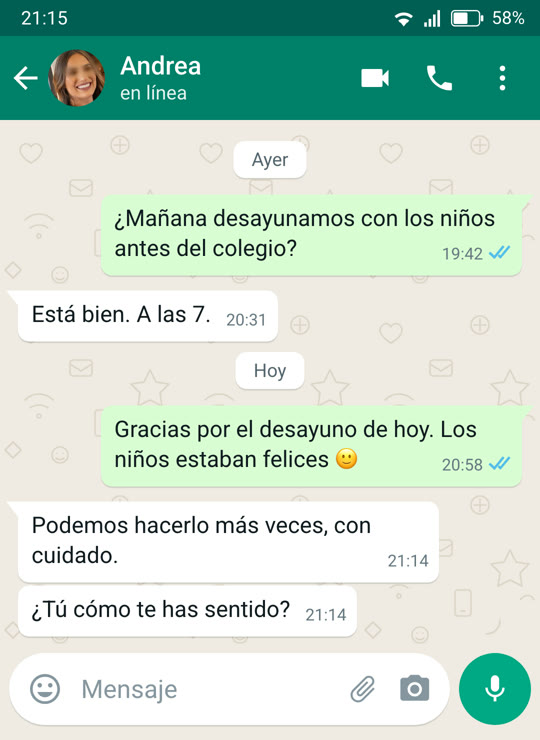 21:15
58%
Andrea
en línea
Ayer
¿Mañana desayunamos con los niños
antes del colegio?
19:42
Está bien. A las 7.
20:31
Hoy
Gracias por el desayuno de hoy. Los
niños estaban felices 🙂
20:58
Podemos hacerlo más veces, con
cuidado.
21:14
¿Tú cómo te has sentido?
21:14
Mensaje